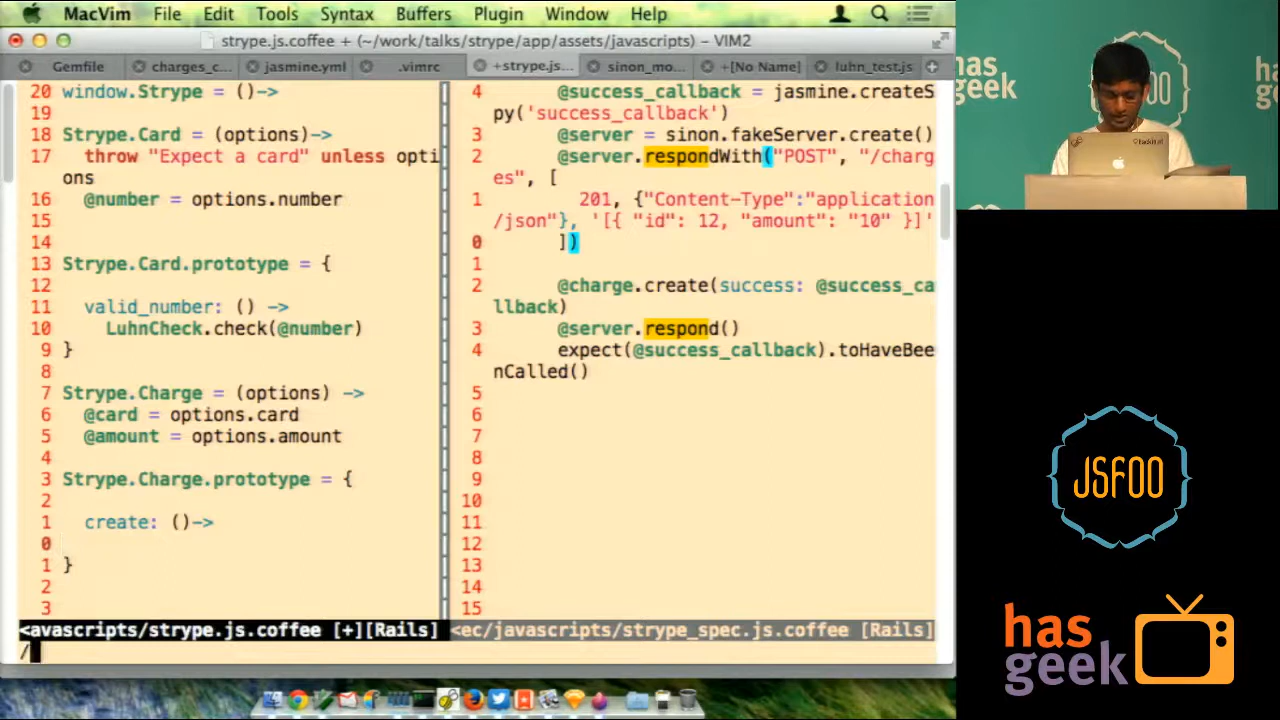 MacVim File Edit Tools Syntax Buffers Plugin Window Help
strype.js.coffee + (~/work/talks/strype/app/assets/javascripts) – VIM2
Gemfile charges_c... jasmine.yml .vimrc +strype.js... sinon_mo... +[No Name] luhn_test.js
20 window.Strype = ()->
19
18 Strype.Card = (options)->
17 throw "Expect a card" unless opti
ons
16 @number = options.number
15
14
13 Strype.Card.prototype = {
12
11 valid_number: () ->
10 LuhnCheck.check(@number)
9 }
8
7 Strype.Charge = (options) ->
6 @card = options.card
5 @amount = options.amount
4
3 Strype.Charge.prototype = {
2
1 create: ()->
0
1 }
2
3
<avascripts/strype.js.coffee [+][Rails]
/
4 @success_callback = jasmine.createS
py('success_callback')
3 @server = sinon.fakeServer.create()
2 @server.respondWith("POST", "/charg
es", [
1 201, {"Content-Type":"application
/json"}, '[{ "id": 12, "amount": "10" }]'
0 ])
1
2 @charge.create(success: @success_ca
llback)
3 @server.respond()
4 expect(@success_callback).toHaveBee
nCalled()
5
6
7
8
9
10
11
12
13
14
15
<ec/javascripts/strype_spec.js.coffee [Rails]
has
geek
JSFOO
has
geek